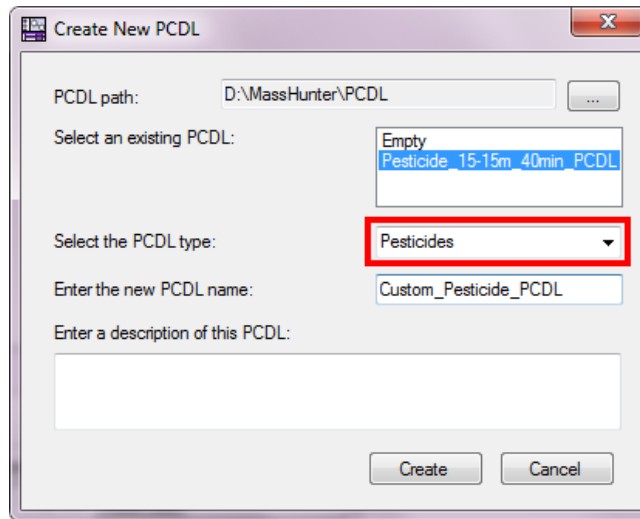 Create New PCDL
PCDL path: D:\MassHunter\PCDL ...
Select an existing PCDL: Empty
Pesticide_15-15m_40min_PCDL
Select the PCDL type: Pesticides
Enter the new PCDL name: Custom_Pesticide_PCDL
Enter a description of this PCDL:
Create Cancel